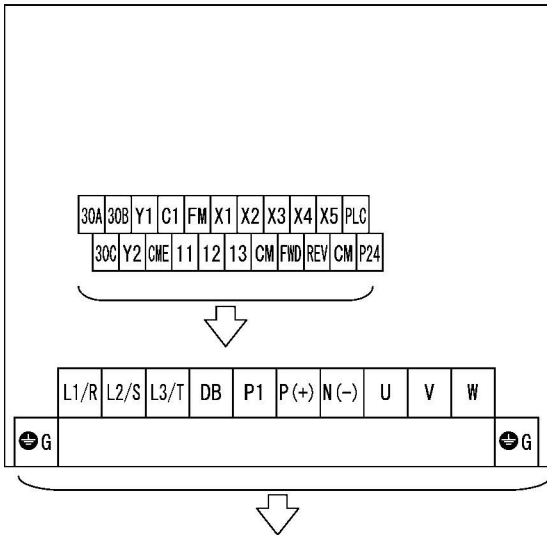 30A 30B Y1 C1 FM X1 X2 X3 X4 X5 PLC
30C Y2 CME 11 12 13 CM FWD REV CM P24
L1/R L2/S L3/T DB P1 P(+) N(-) U V W
G G